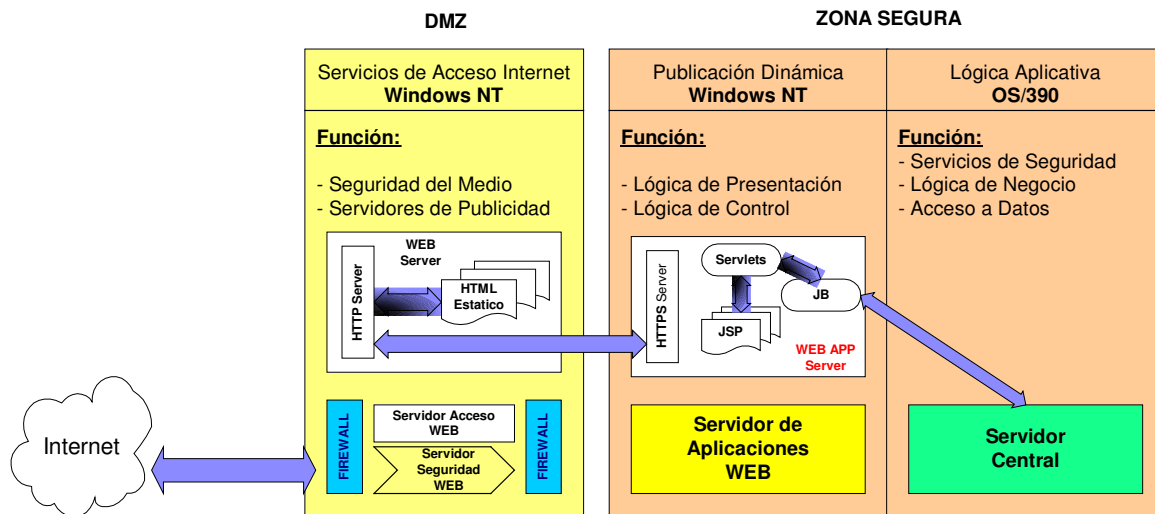 DMZ
ZONA SEGURA
Servicios de Acceso Internet
Windows NT
Publicación Dinámica
Windows NT
Lógica Aplicativa
OS/390
Función:
- Seguridad del Medio
- Servidores de Publicidad
Función:
- Lógica de Presentación
- Lógica de Control
Función:
- Servicios de Seguridad
- Lógica de Negocio
- Acceso a Datos
WEB
Server
HTTP Server
HTML
Estatico
HTTPS Server
Servlets
JB
JSP
WEB APP
Server
Internet
FIREWALL
Servidor Acceso
WEB
Servidor
Seguridad
WEB
FIREWALL
Servidor de
Aplicaciones
WEB
Servidor
Central